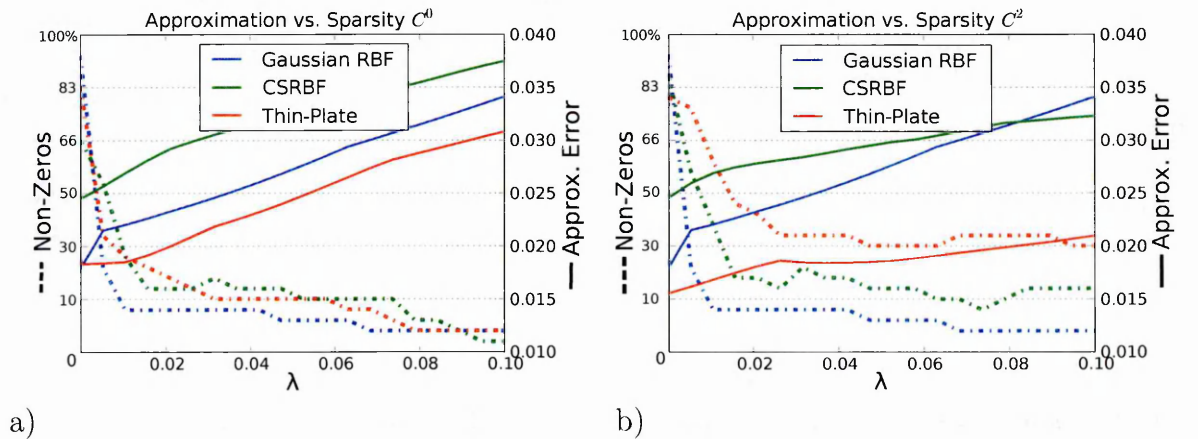 Approximation vs. Sparsity C⁰
100%
83
66
50
30
10
0
Non-Zeros
Gaussian RBF
CSRBF
Thin-Plate
0.040
0.035
0.030
0.025
0.020
0.015
0.010
Approx. Error
0.02
0.04
0.06
0.08
0.10
λ
a)
Approximation vs. Sparsity C²
100%
83
66
50
30
10
0
Non-Zeros
Gaussian RBF
CSRBF
Thin-Plate
0.040
0.035
0.030
0.025
0.020
0.015
0.010
Approx. Error
0.02
0.04
0.06
0.08
0.10
λ
b)